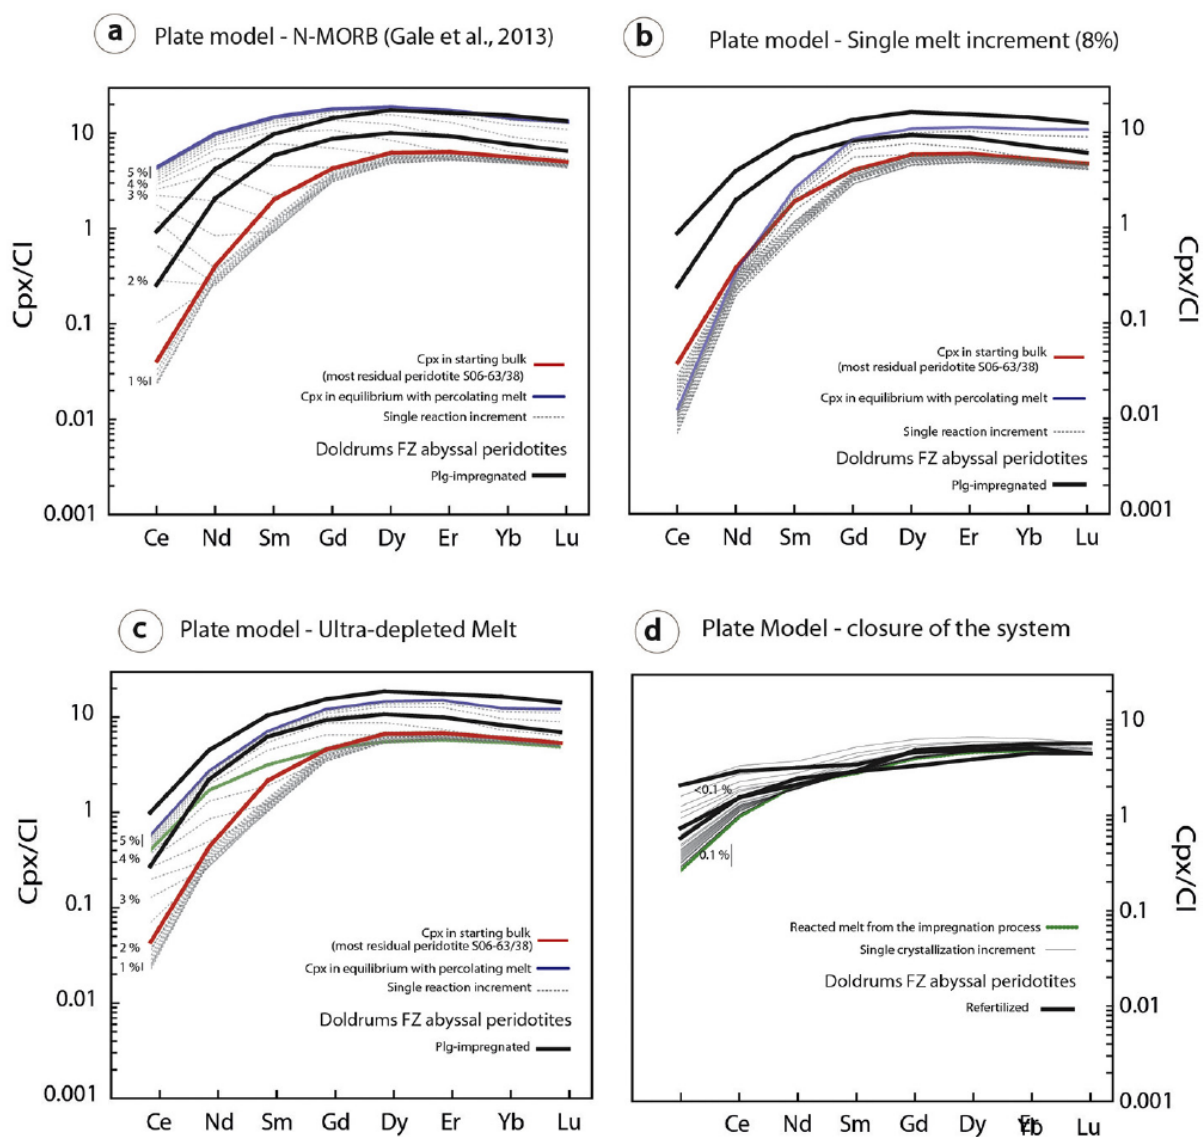 a Plate model - N-MORB (Gale et al., 2013)
10
1
0.1
0.01
0.001
Cpx/CI
5 %
4 %
3 %
2 %
1 %
Cpx in starting bulk
(most residual peridotite S06-63/38)
Cpx in equilibrium with percolating melt
Single reaction increment
Doldrums FZ abyssal peridotites
Plg-impregnated
Ce Nd Sm Gd Dy Er Yb Lu
b Plate model - Single melt increment (8%)
10
1
0.1
0.01
0.001
Cpx/CI
Cpx in starting bulk
(most residual peridotite S06-63/38)
Cpx in equilibrium with percolating melt
Single reaction increment
Doldrums FZ abyssal peridotites
Plg-impregnated
Ce Nd Sm Gd Dy Er Yb Lu
c Plate model - Ultra-depleted Melt
10
1
0.1
0.01
0.001
Cpx/CI
5 %
4 %
3 %
2 %
1 %
Cpx in starting bulk
(most residual peridotite S06-63/38)
Cpx in equilibrium with percolating melt
Single reaction increment
Doldrums FZ abyssal peridotites
Plg-impregnated
Ce Nd Sm Gd Dy Er Yb Lu
d Plate Model - closure of the system
10
1
0.1
0.01
0.001
Cpx/CI
<0.1 %
0.1 %
Reacted melt from the impregnation process
Single crystallization increment
Doldrums FZ abyssal peridotites
Refertilized
Ce Nd Sm Gd Dy Er Yb Lu